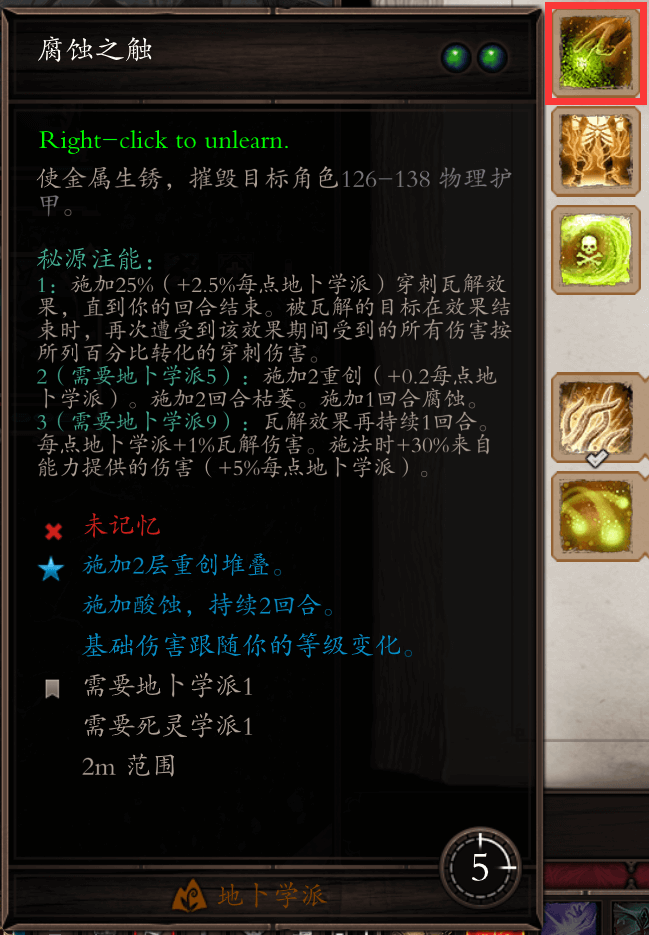 腐蚀之触
Right-click to unlearn.
使金属生锈，摧毁目标角色126-138 物理护
甲。
秘源注能：
1：施加25%（+2.5%每点地卜学派）穿刺瓦解效
果，直到你的回合结束。被瓦解的目标在效果结
束时，再次遭受到该效果期间受到的所有伤害按
所列百分比转化的穿刺伤害。
2（需要地卜学派5）：施加2重创（+0.2每点地
卜学派）。施加2回合枯萎。施加1回合腐蚀。
3（需要地卜学派9）：瓦解效果再持续1回合。
每点地卜学派+1%瓦解伤害。施法时+30%来自
能力提供的伤害（+5%每点地卜学派）。
未记忆
施加2层重创堆叠。
施加酸蚀，持续2回合。
基础伤害跟随你的等级变化。
需要地卜学派1
需要死灵学派1
2m 范围
5
地卜学派